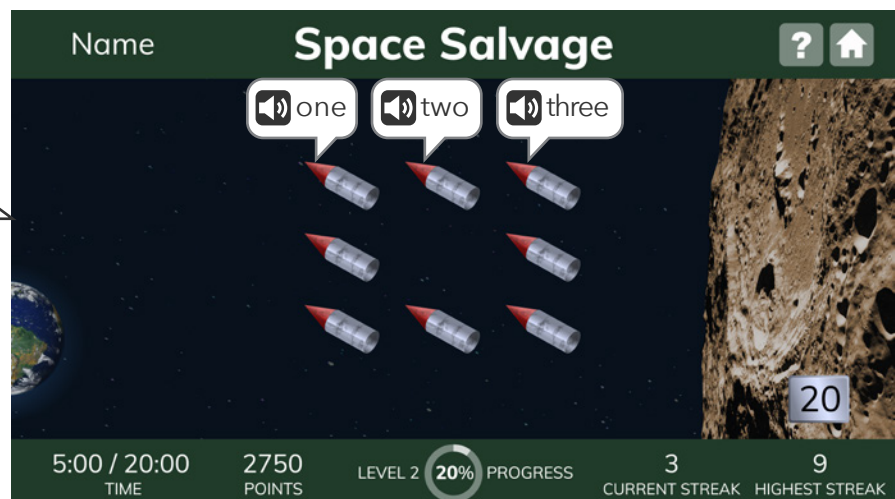 Name
Space Salvage
?
one
two
three
20
5:00 / 20:00
TIME
2750
POINTS
LEVEL 2
20%
PROGRESS
3
CURRENT STREAK
9
HIGHEST STREAK